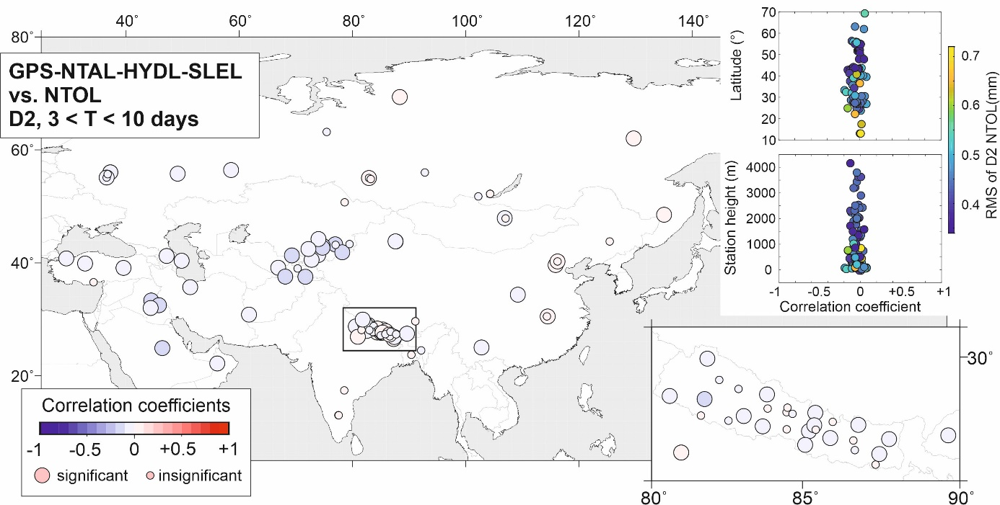 40° 60° 80° 100° 120° 140°
80°
60°
40°
20°
GPS-NTAL-HYDL-SLEL
vs. NTOL
D2, 3 < T < 10 days
Correlation coefficients
-1 -0.5 0 +0.5 +1
significant insignificant
Latitude (°)
70
60
50
40
30
20
10
Station height (m)
4000
3000
2000
1000
0
-1 -0.5 0 +0.5 +1
Correlation coefficient
0.7
0.6
0.5
0.4
RMS of D2 NTOL(mm)
30°
80° 85° 90°